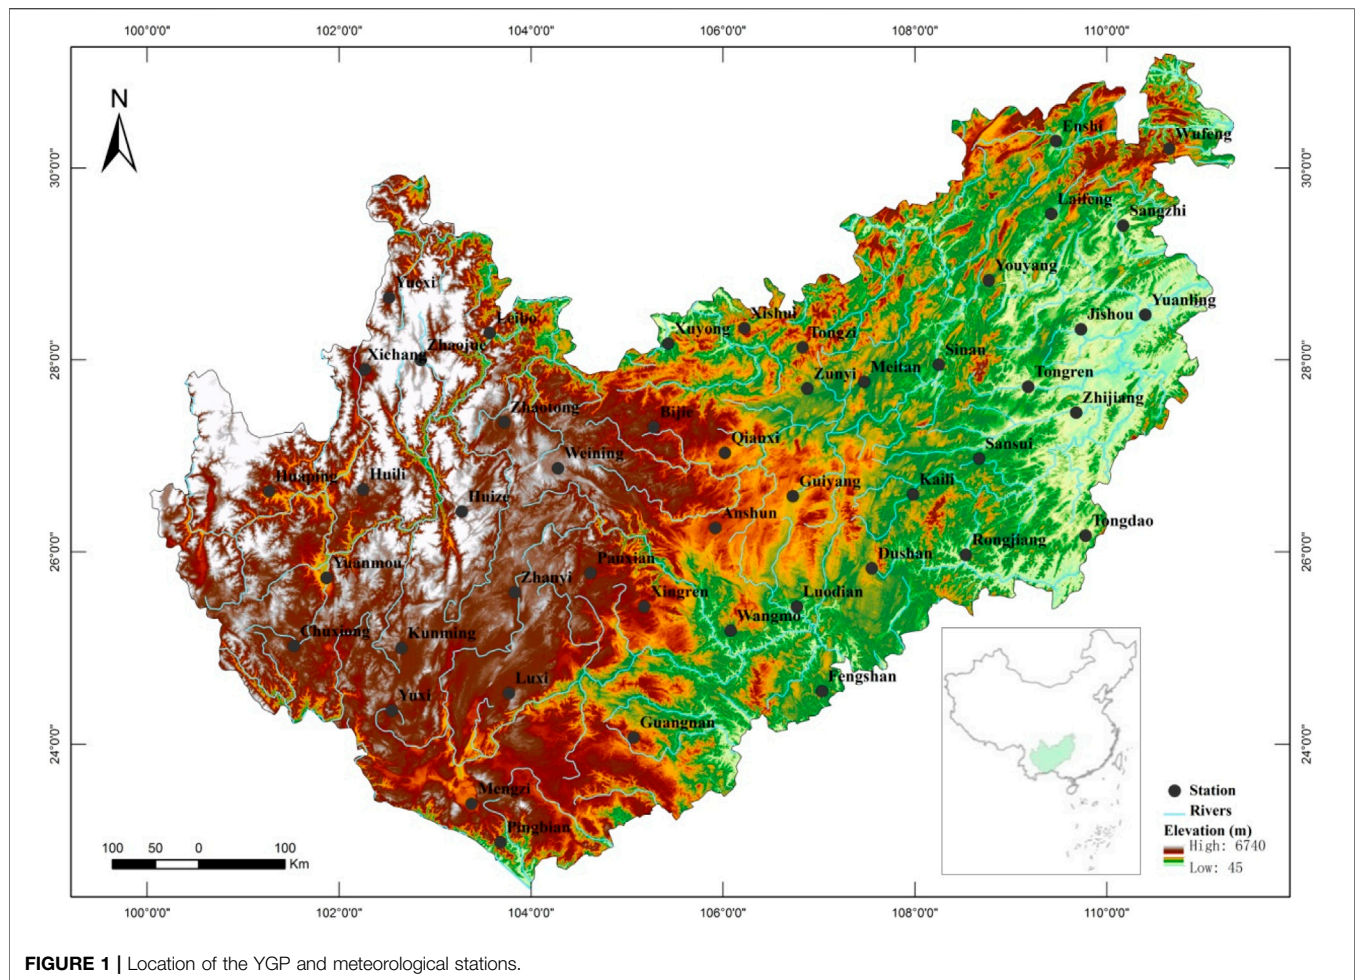 100°0'0" 102°0'0" 104°0'0" 106°0'0" 108°0'0" 110°0'0"
N
30°0'0" 30°0'0"
28°0'0" 28°0'0"
26°0'0" 26°0'0"
24°0'0" 24°0'0"
Enshi
Wufeng
Laifeng
Sangzhi
Youyang
Yuanling
Jishou
Yuexi
Leibo
Xishui
Xuyong
Tongzi
Zhaojue
Xichang
Sinan
Meitan
Zunyi
Tongren
Zhijiang
Zhaotong
Bijie
Qianxi
Sansui
Weining
Huaping
Huili
Guiyang
Kaili
Huize
Anshun
Tongdao
Rongjiang
Dushan
Panxian
Yuanmou
Zhanyi
Xingren
Luodian
Wangmo
Chuxiong
Kunming
Luxi
Fengshan
Yuxi
Guangnan
Mengzi
Pingbian
Station
Rivers
Elevation (m)
High: 6740
Low: 45
100 50 0 100
Km
100°0'0" 102°0'0" 104°0'0" 106°0'0" 108°0'0" 110°0'0"
FIGURE 1 | Location of the YGP and meteorological stations.